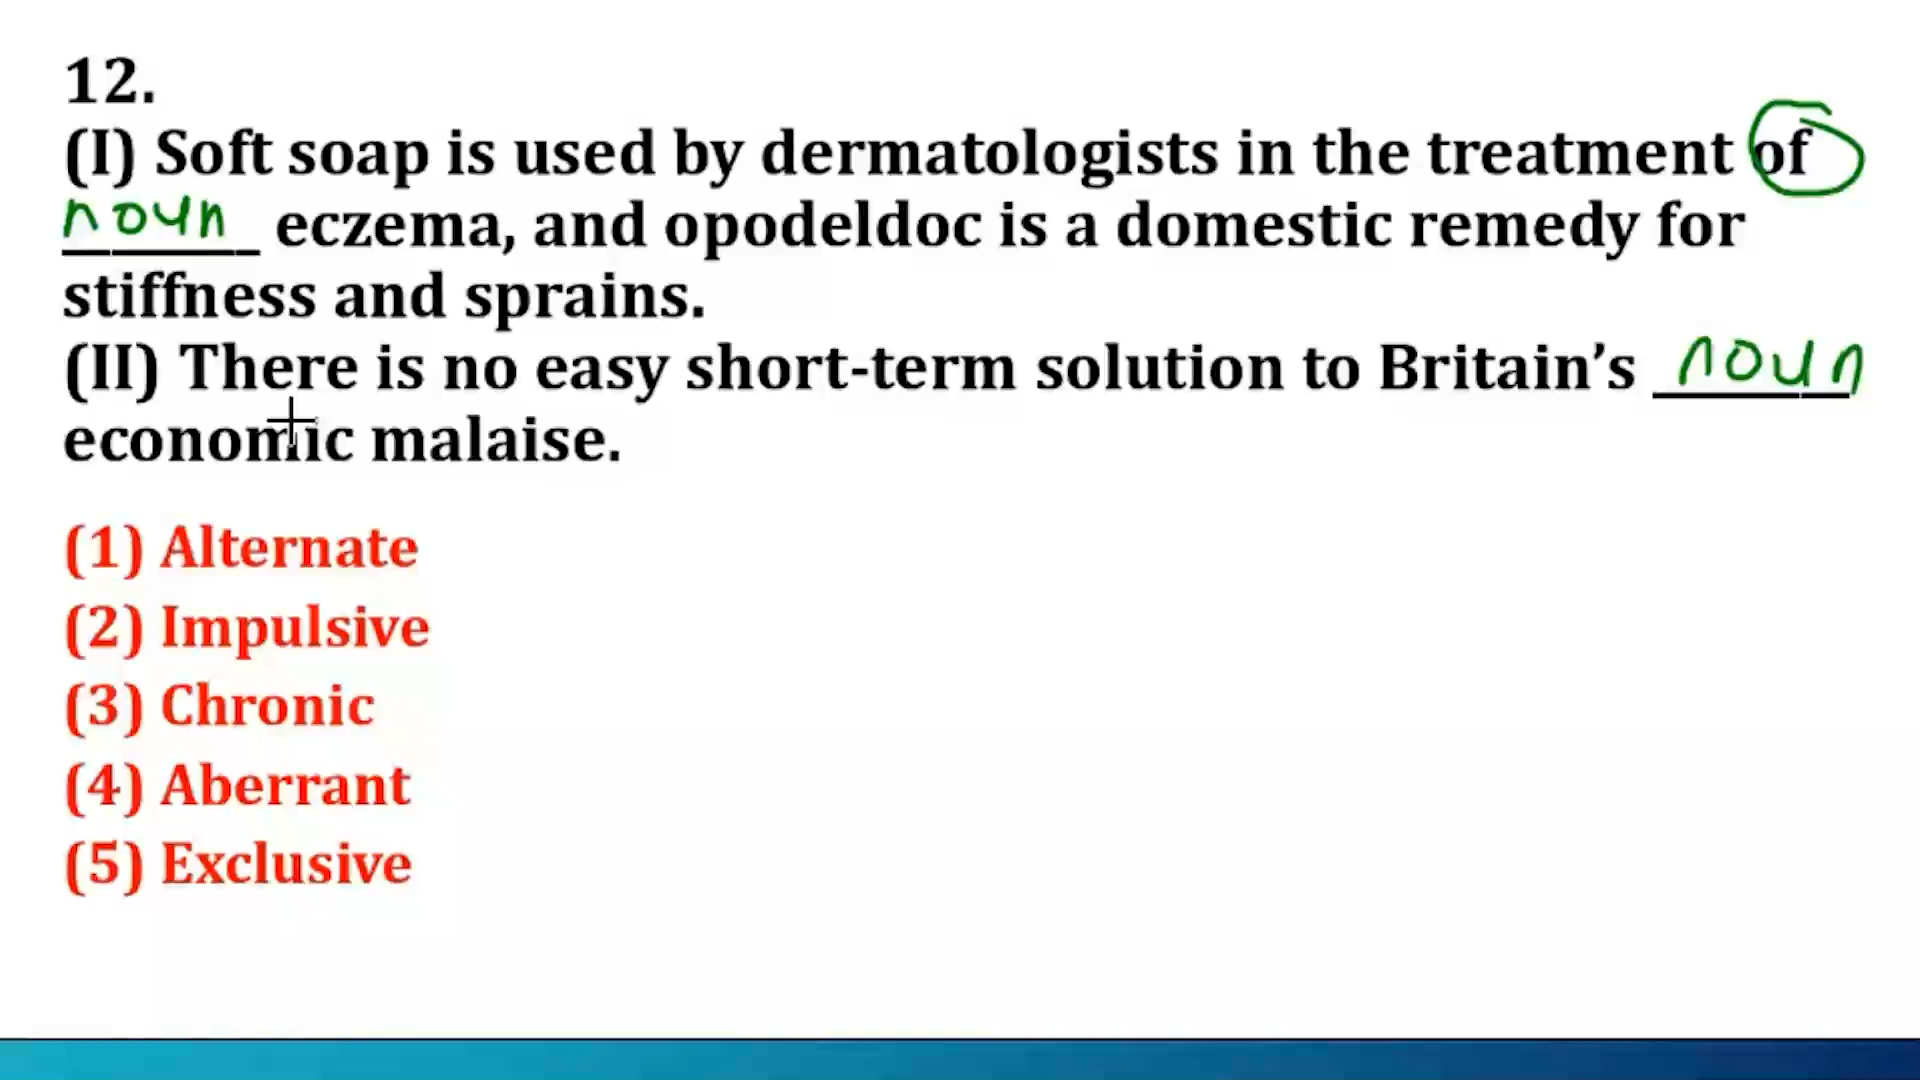 12.
(I) Soft soap is used by dermatologists in the treatment of
noun eczema, and opodeldoc is a domestic remedy for
stiffness and sprains.
(II) There is no easy short-term solution to Britain’s noun
economic malaise.
(1) Alternate
(2) Impulsive
(3) Chronic
(4) Aberrant
(5) Exclusive